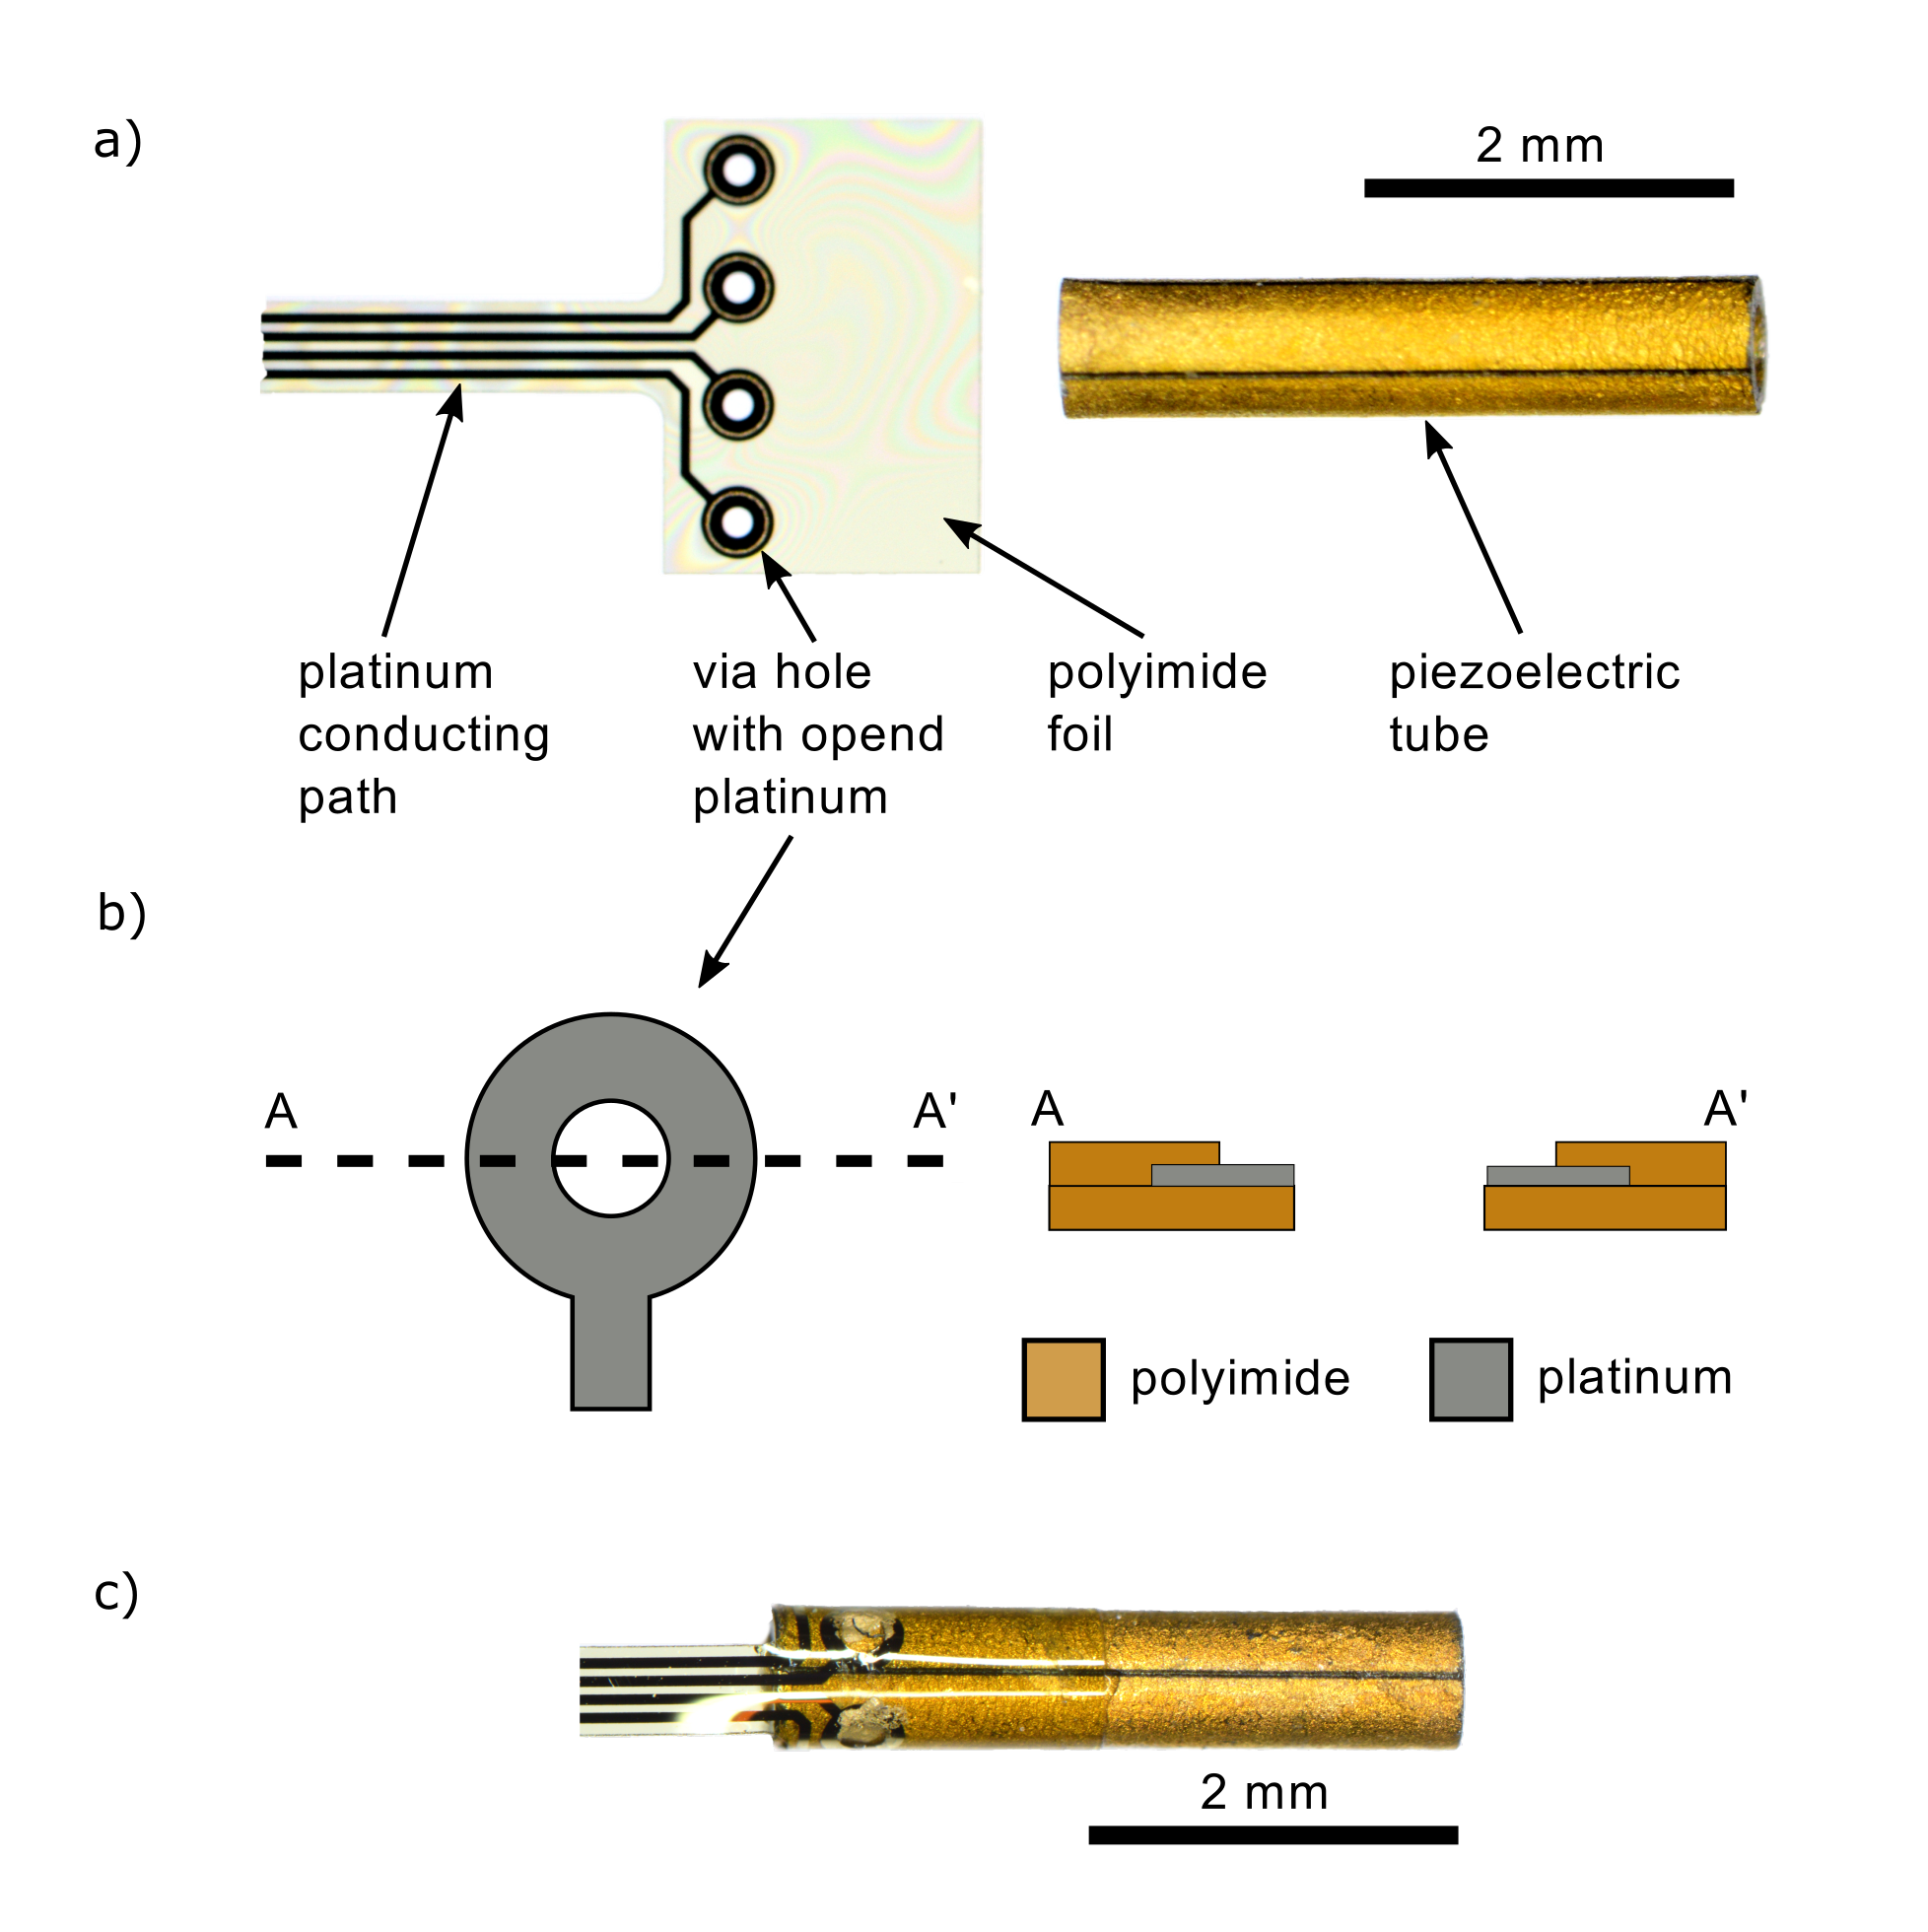 a)
2 mm
platinum
conducting
path
via hole
with opend
platinum
polyimide
foil
piezoelectric
tube
b)
A
A'
A
A'
polyimide
platinum
c)
2 mm